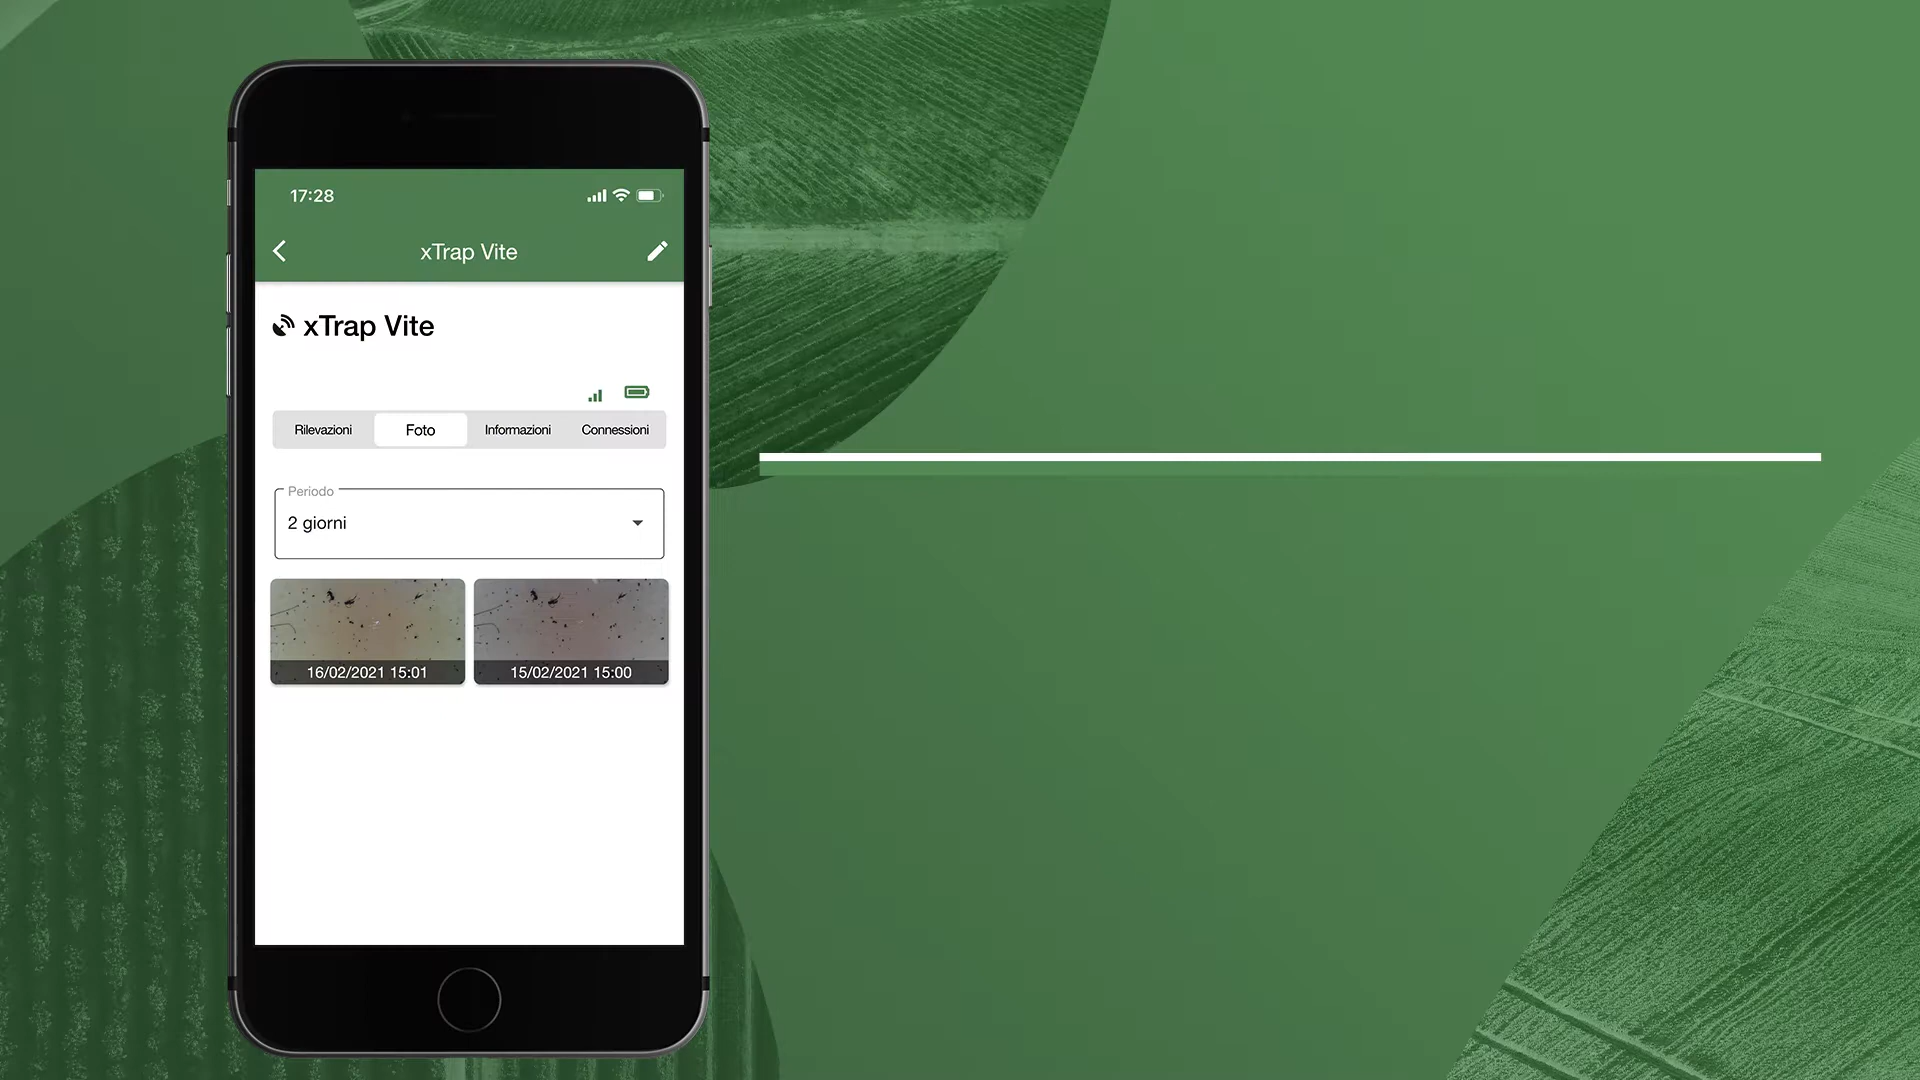 17:28
xTrap Vite
xTrap Vite
Rilevazioni Foto Informazioni Connessioni
Periodo
2 giorni
16/02/2021 15:01 15/02/2021 15:00